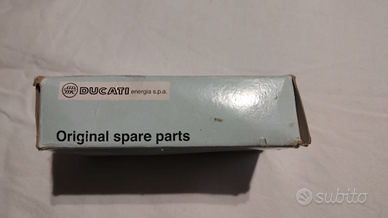 DUCATI energia s.p.a.
Original spare parts
subito